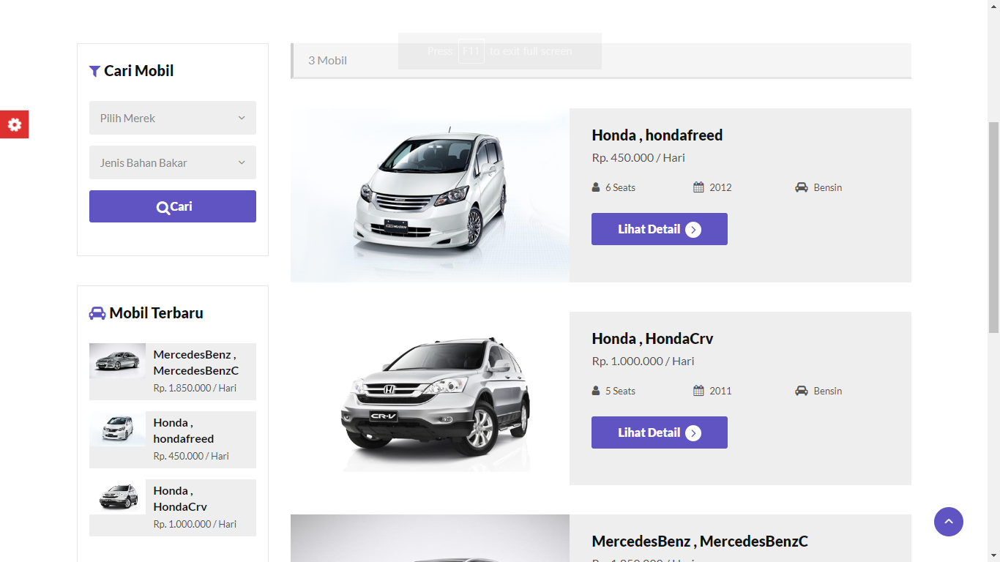 Press F11 to exit full screen
Cari Mobil
Pilih Merek
Jenis Bahan Bakar
Cari
Mobil Terbaru
MercedesBenz ,
MercedesBenzC
Rp. 1.850.000 / Hari
Honda ,
hondafreed
Rp. 450.000 / Hari
Honda ,
HondaCrv
Rp. 1.000.000 / Hari
3 Mobil
Honda , hondafreed
Rp. 450.000 / Hari
6 Seats 2012 Bensin
Lihat Detail
Honda , HondaCrv
Rp. 1.000.000 / Hari
5 Seats 2011 Bensin
Lihat Detail
CR-V
MercedesBenz , MercedesBenzC